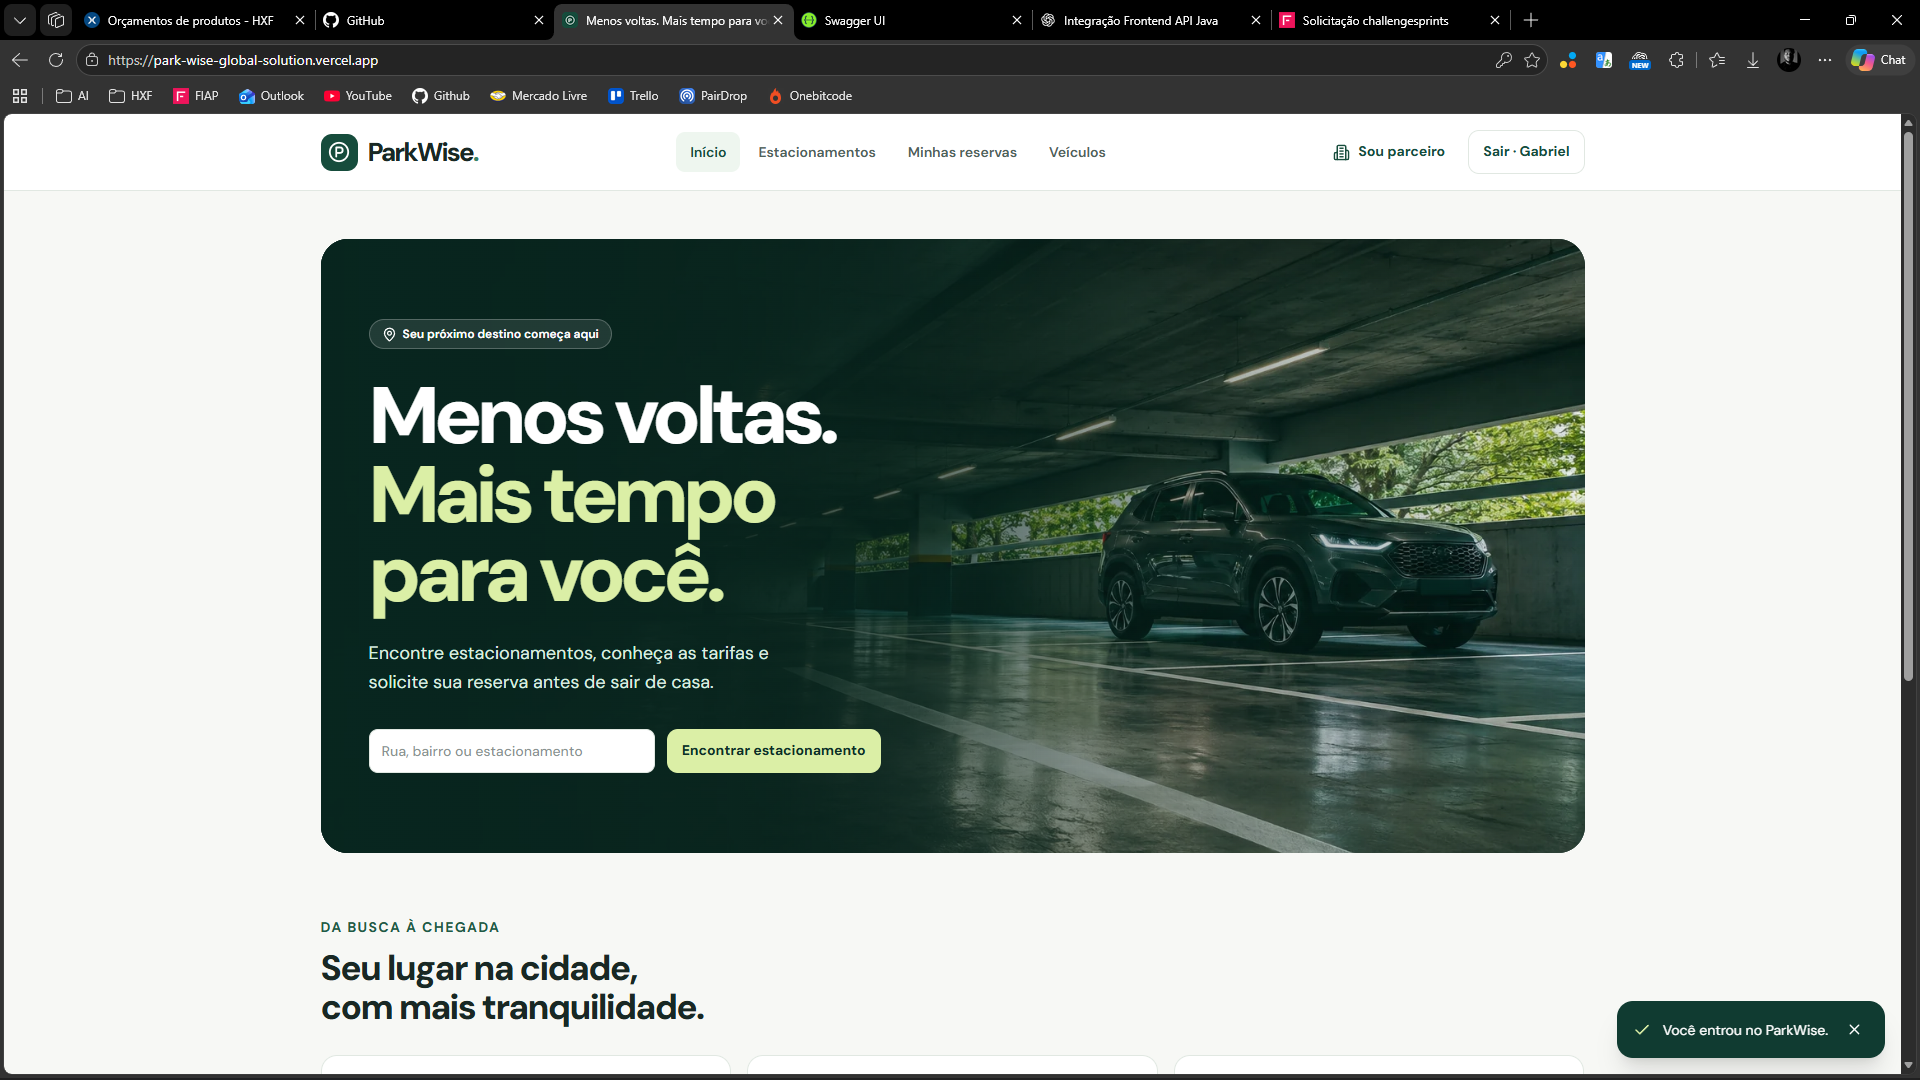 Orçamentos de produtos - HXF
GitHub
Menos voltas. Mais tempo para vo
Swagger UI
Integração Frontend API Java
Solicitação challengesprints
https://park-wise-global-solution.vercel.app
NEW
Chat
AI
HXF
FIAP
Outlook
YouTube
Github
Mercado Livre
Trello
PairDrop
Onebitcode
ParkWise.
Início
Estacionamentos
Minhas reservas
Veículos
Sou parceiro
Sair · Gabriel
Seu próximo destino começa aqui
Menos voltas.
Mais tempo
para você.
Encontre estacionamentos, conheça as tarifas e
solicite sua reserva antes de sair de casa.
Rua, bairro ou estacionamento
Encontrar estacionamento
DA BUSCA À CHEGADA
Seu lugar na cidade,
com mais tranquilidade.
Você entrou no ParkWise.